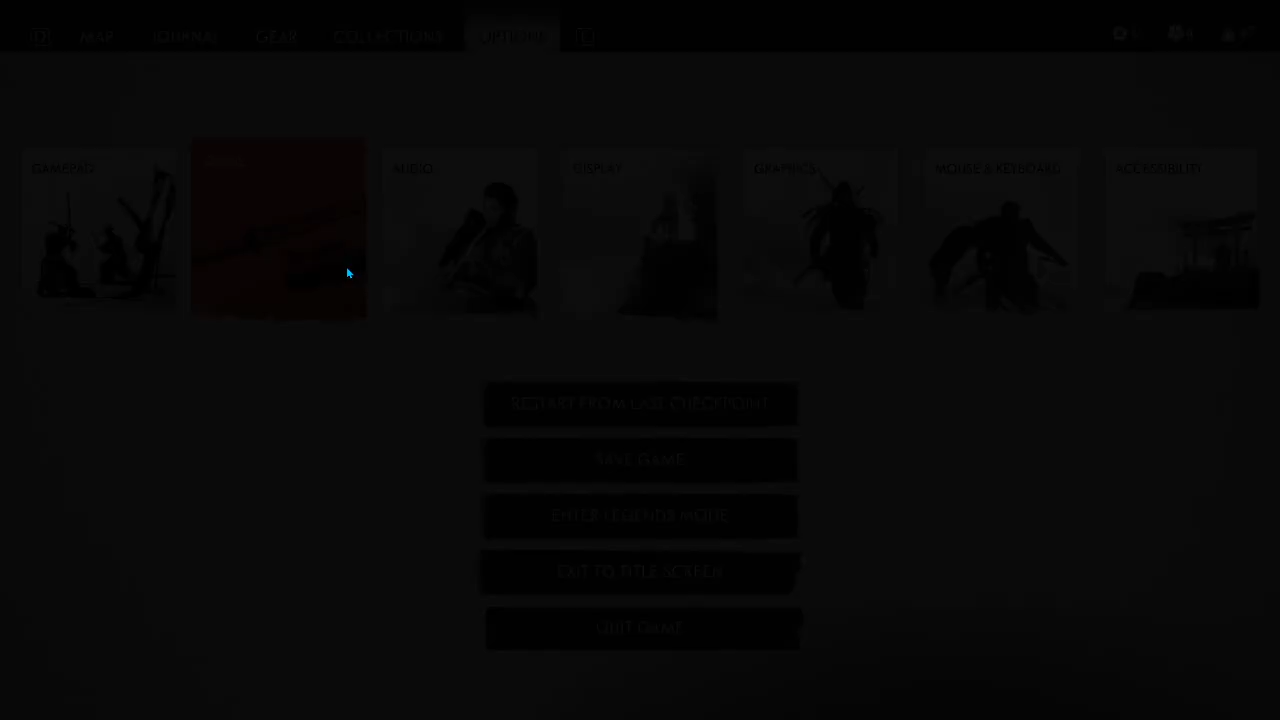 MAP JOURNAL GEAR COLLECTIONS OPTIONS
GAMEPAD
AUDIO
DISPLAY
GRAPHICS
MOUSE & KEYBOARD
ACCESSIBILITY
RESTART FROM LAST CHECKPOINT
SAVE GAME
ENTER LEGENDS MODE
EXIT TO TITLE SCREEN
QUIT GAME